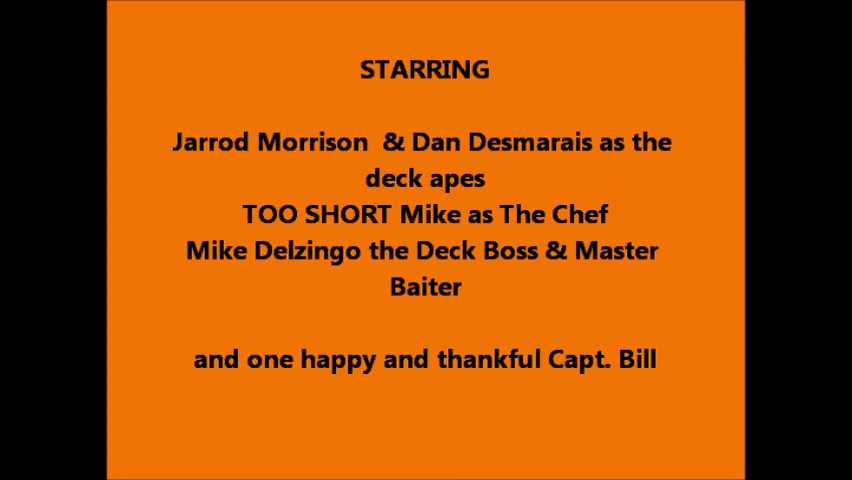 STARRING
Jarrod Morrison  & Dan Desmarais as the
deck apes
TOO SHORT Mike as The Chef
Mike Delzingo the Deck Boss & Master
Baiter
and one happy and thankful Capt. Bill